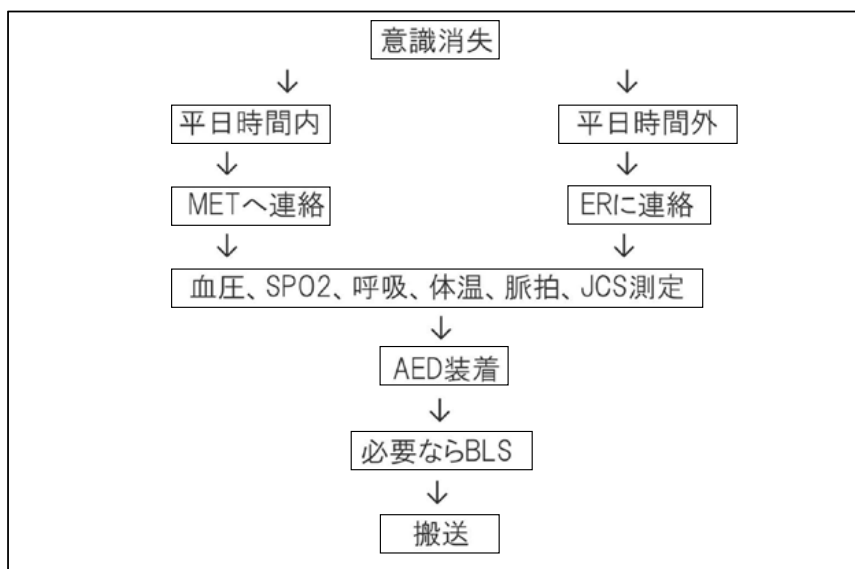 意識消失
↓ ↓
平日時間内 平日時間外
↓ ↓
METへ連絡 ERに連絡
↓ ↓
血圧、SPO2、呼吸、体温、脈拍、JCS測定
↓
AED装着
↓
必要ならBLS
↓
搬送